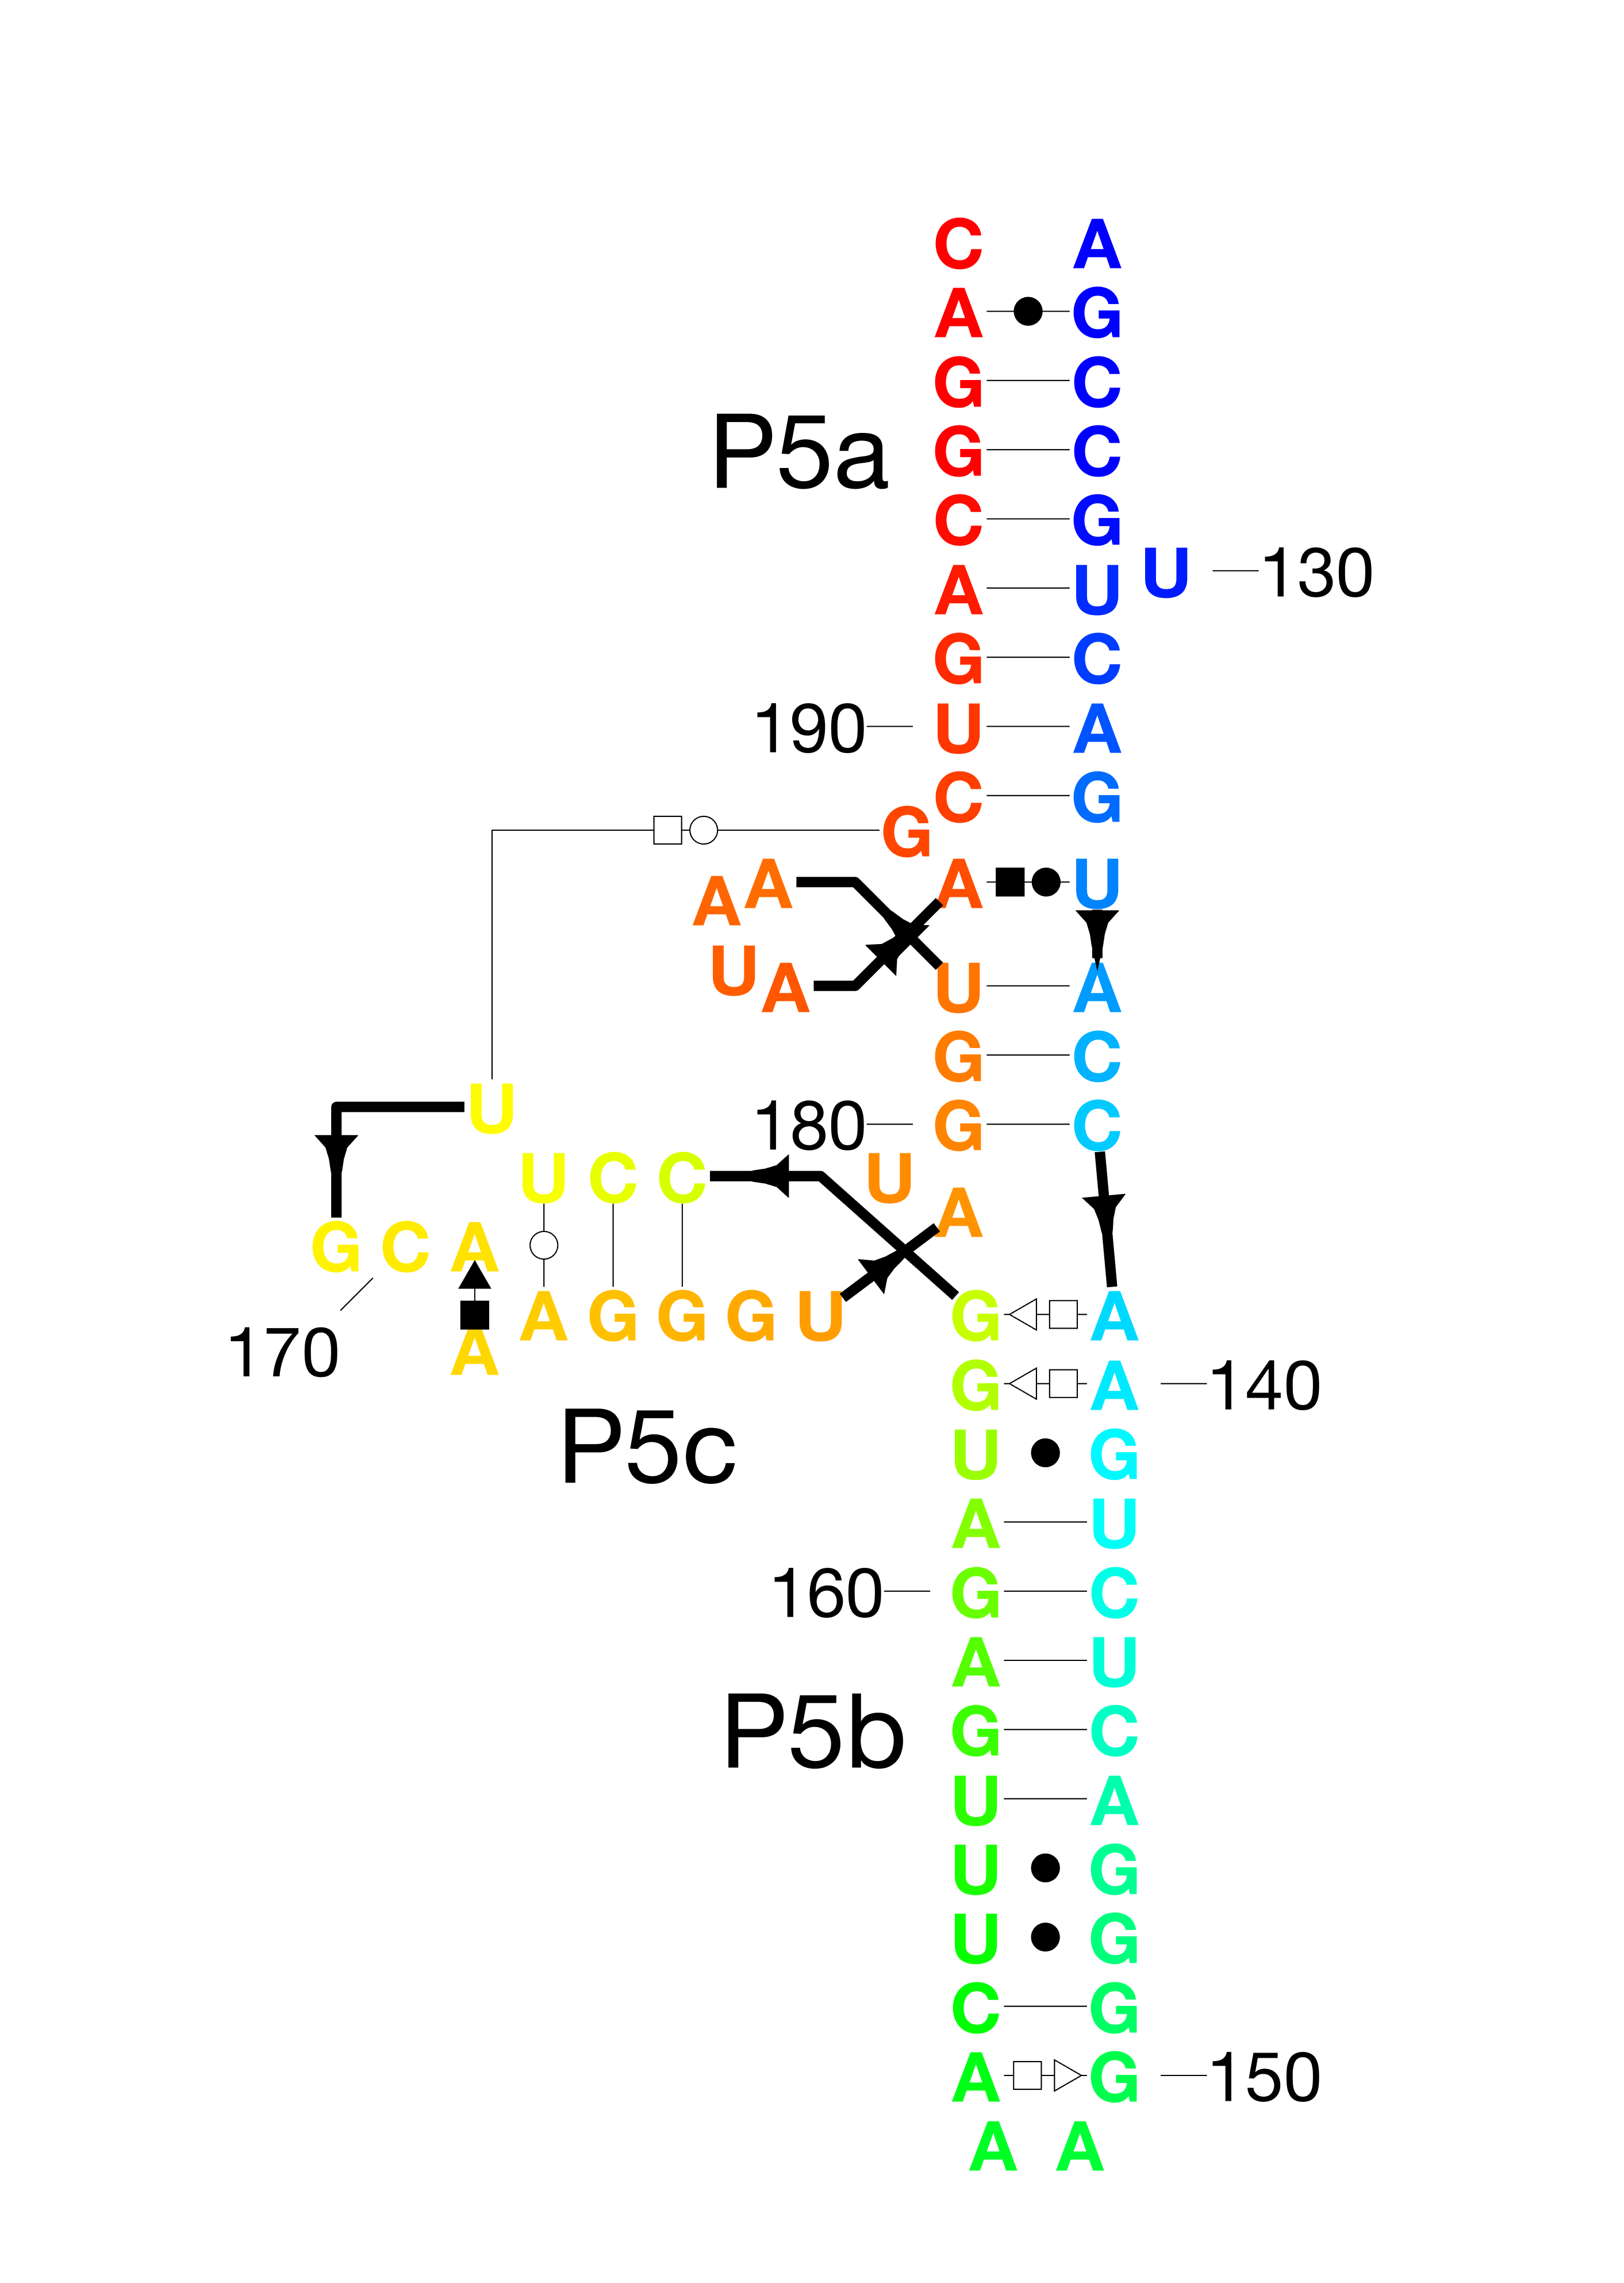 C A
A G
G C
P5a G C
C G
A U U 130
G C
190 U A
C G
G
A A A U
U A U A
G C
U 180 G C
U C C U A
G C A
A G G G U G A
170 A G A 140
P5c U G
A U
160 G C
A U
P5b G C
U A
U G
U G
C G
A G 150
A A